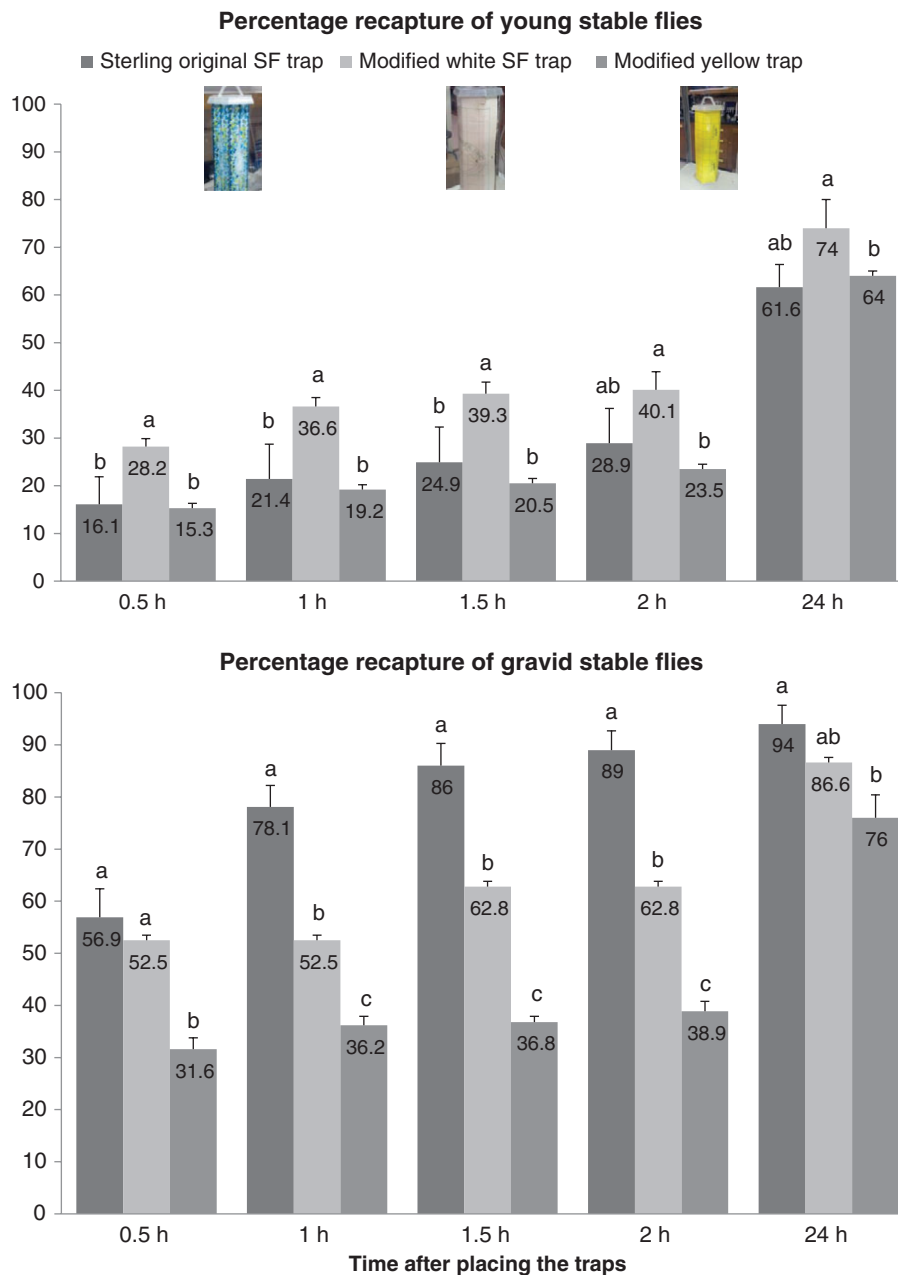 Percentage recapture of young stable flies
Sterling original SF trap Modified white SF trap Modified yellow trap
100
90
80
70
60
50
40
30
20
10
0
b a b
16.1 28.2 15.3
b a b
21.4 36.6 19.2
b a b
24.9 39.3 20.5
ab a b
28.9 40.1 23.5
ab a b
61.6 74 64
0.5 h 1 h 1.5 h 2 h 24 h
Percentage recapture of gravid stable flies
100
90
80
70
60
50
40
30
20
10
0
a a b
56.9 52.5 31.6
a b c
78.1 52.5 36.2
a b c
86 62.8 36.8
a b c
89 62.8 38.9
a ab b
94 86.6 76
0.5 h 1 h 1.5 h 2 h 24 h
Time after placing the traps